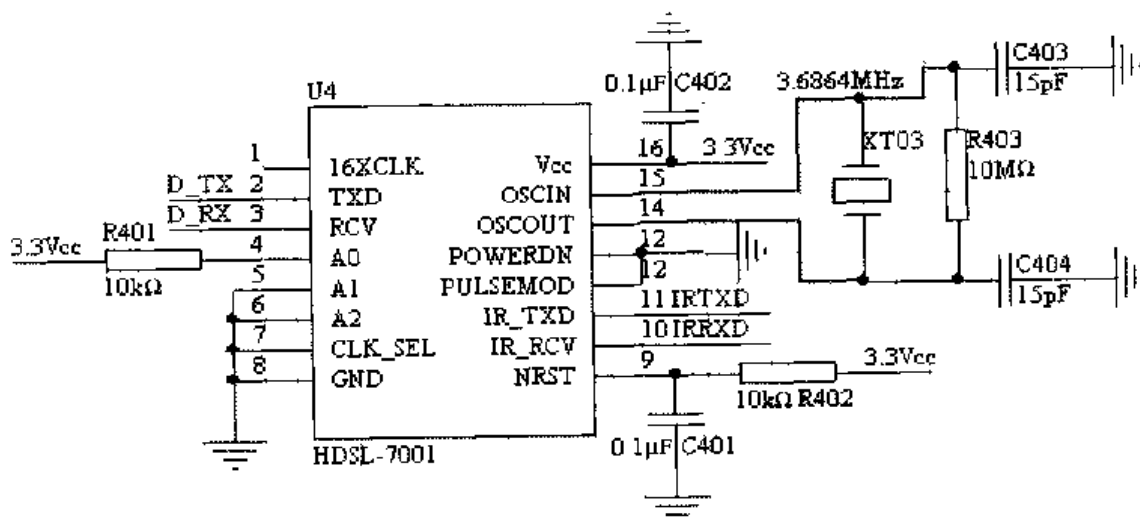 C403
15pF
0.1μF C402
3.6864MHz
U4
XT03
R403
10MΩ
1
16XCLK
Vcc
16
3.3Vcc
D_TX
2
TXD
OSCIN
15
D_RX
3
RCV
OSCOUT
14
3.3Vcc
R401
10kΩ
4
A0
POWERDN
12
5
A1
PULSEMOD
12
C404
15pF
6
A2
IR_TXD
11
IRTXD
7
CLK_SEL
IR_RCV
10
IRRXD
8
GND
NRST
9
3.3Vcc
10kΩ R402
HDSL-7001
0.1μF C401